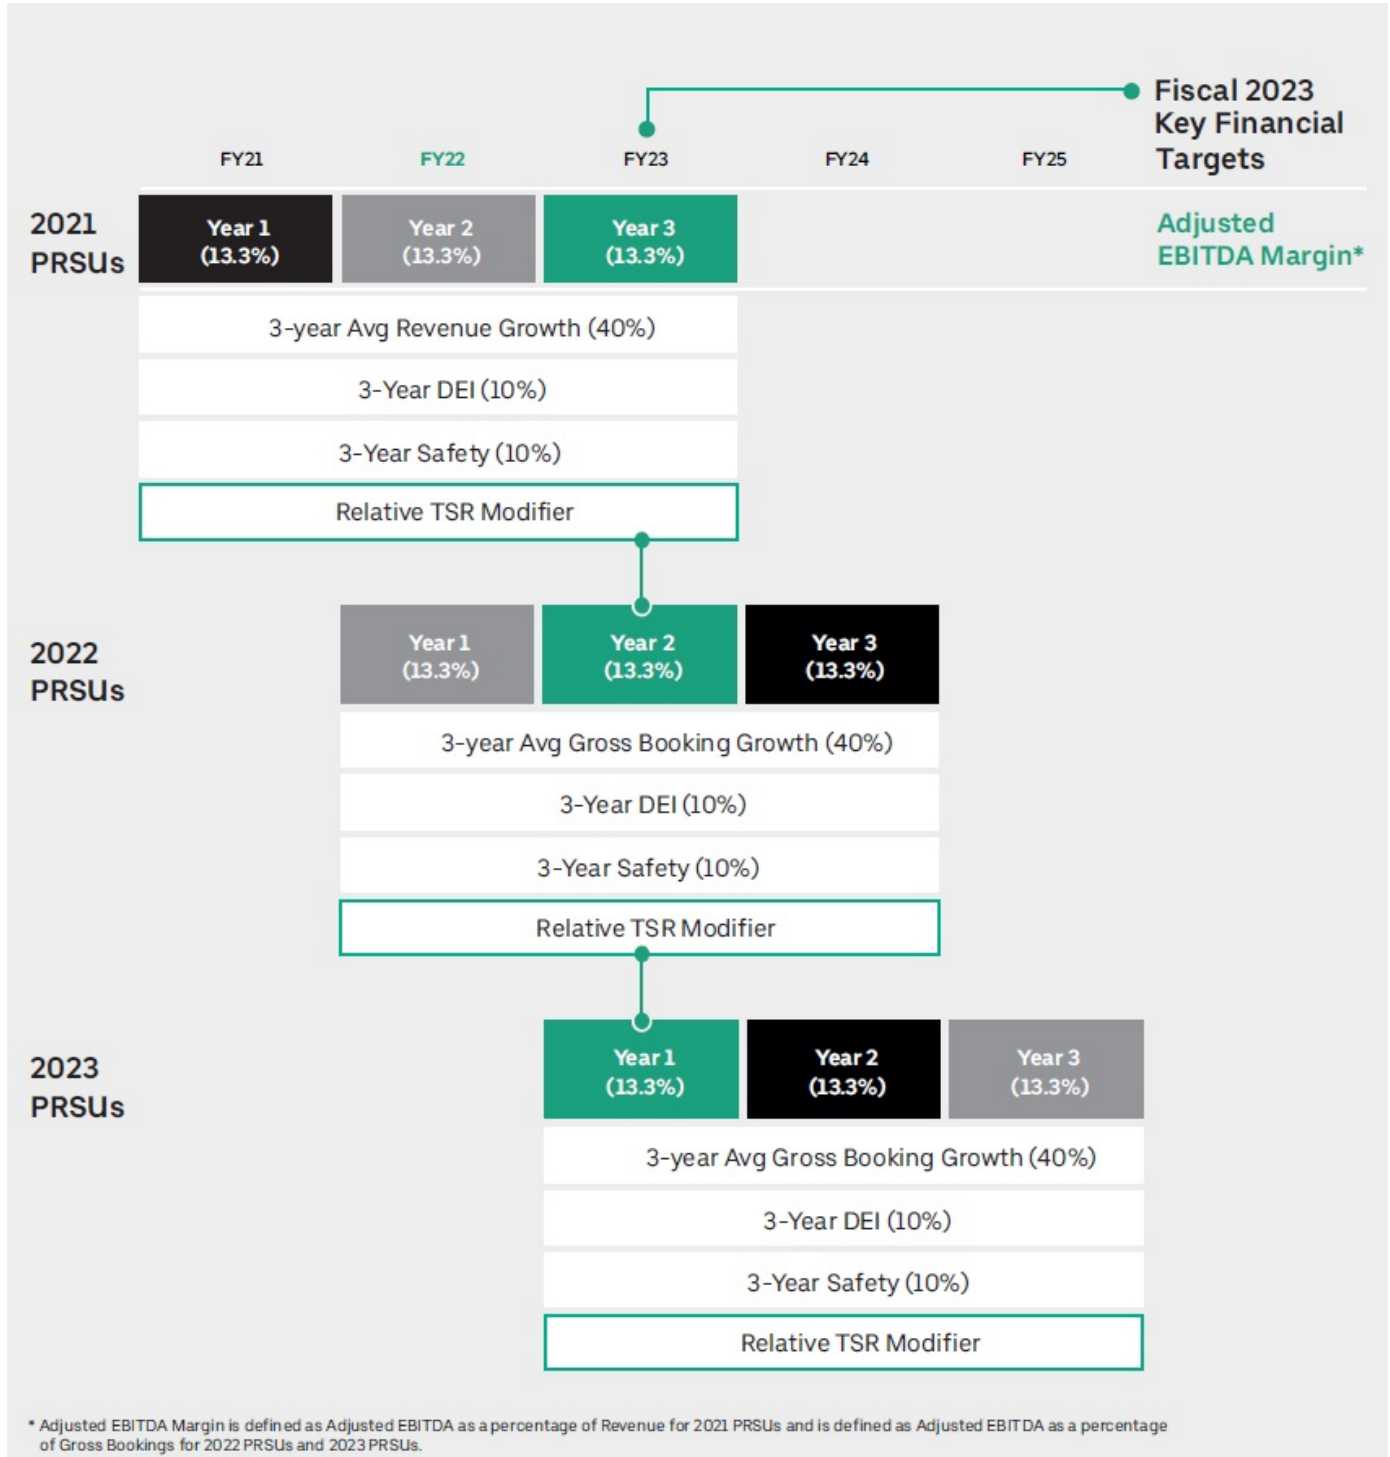 Fiscal 2023
Key Financial
Targets
FY21
FY22
FY23
FY24
FY25
2021
PRSUs
Year 1
(13.3%)
Year 2
(13.3%)
Year 3
(13.3%)
Adjusted
EBITDA Margin*
3-year Avg Revenue Growth (40%)
3-Year DEI (10%)
3-Year Safety (10%)
Relative TSR Modifier
2022
PRSUs
Year 1
(13.3%)
Year 2
(13.3%)
Year 3
(13.3%)
3-year Avg Gross Booking Growth (40%)
3-Year DEI (10%)
3-Year Safety (10%)
Relative TSR Modifier
2023
PRSUs
Year 1
(13.3%)
Year 2
(13.3%)
Year 3
(13.3%)
3-year Avg Gross Booking Growth (40%)
3-Year DEI (10%)
3-Year Safety (10%)
Relative TSR Modifier
* Adjusted EBITDA Margin is defined as Adjusted EBITDA as a percentage of Revenue for 2021 PRSUs and is defined as Adjusted EBITDA as a percentage
of Gross Bookings for 2022 PRSUs and 2023 PRSUs.